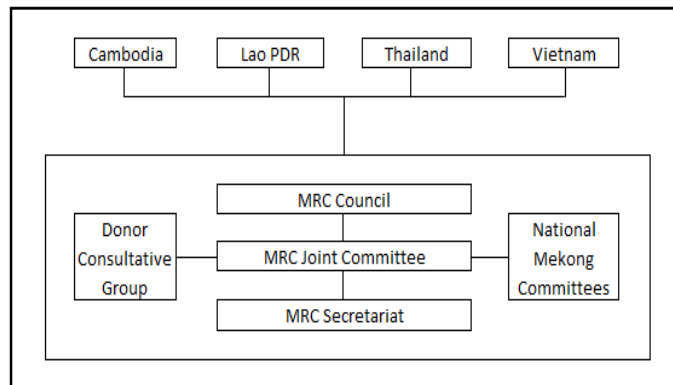 Cambodia
Lao PDR
Thailand
Vietnam
MRC Council
Donor
Consultative
Group
MRC Joint Committee
National
Mekong
Committees
MRC Secretariat